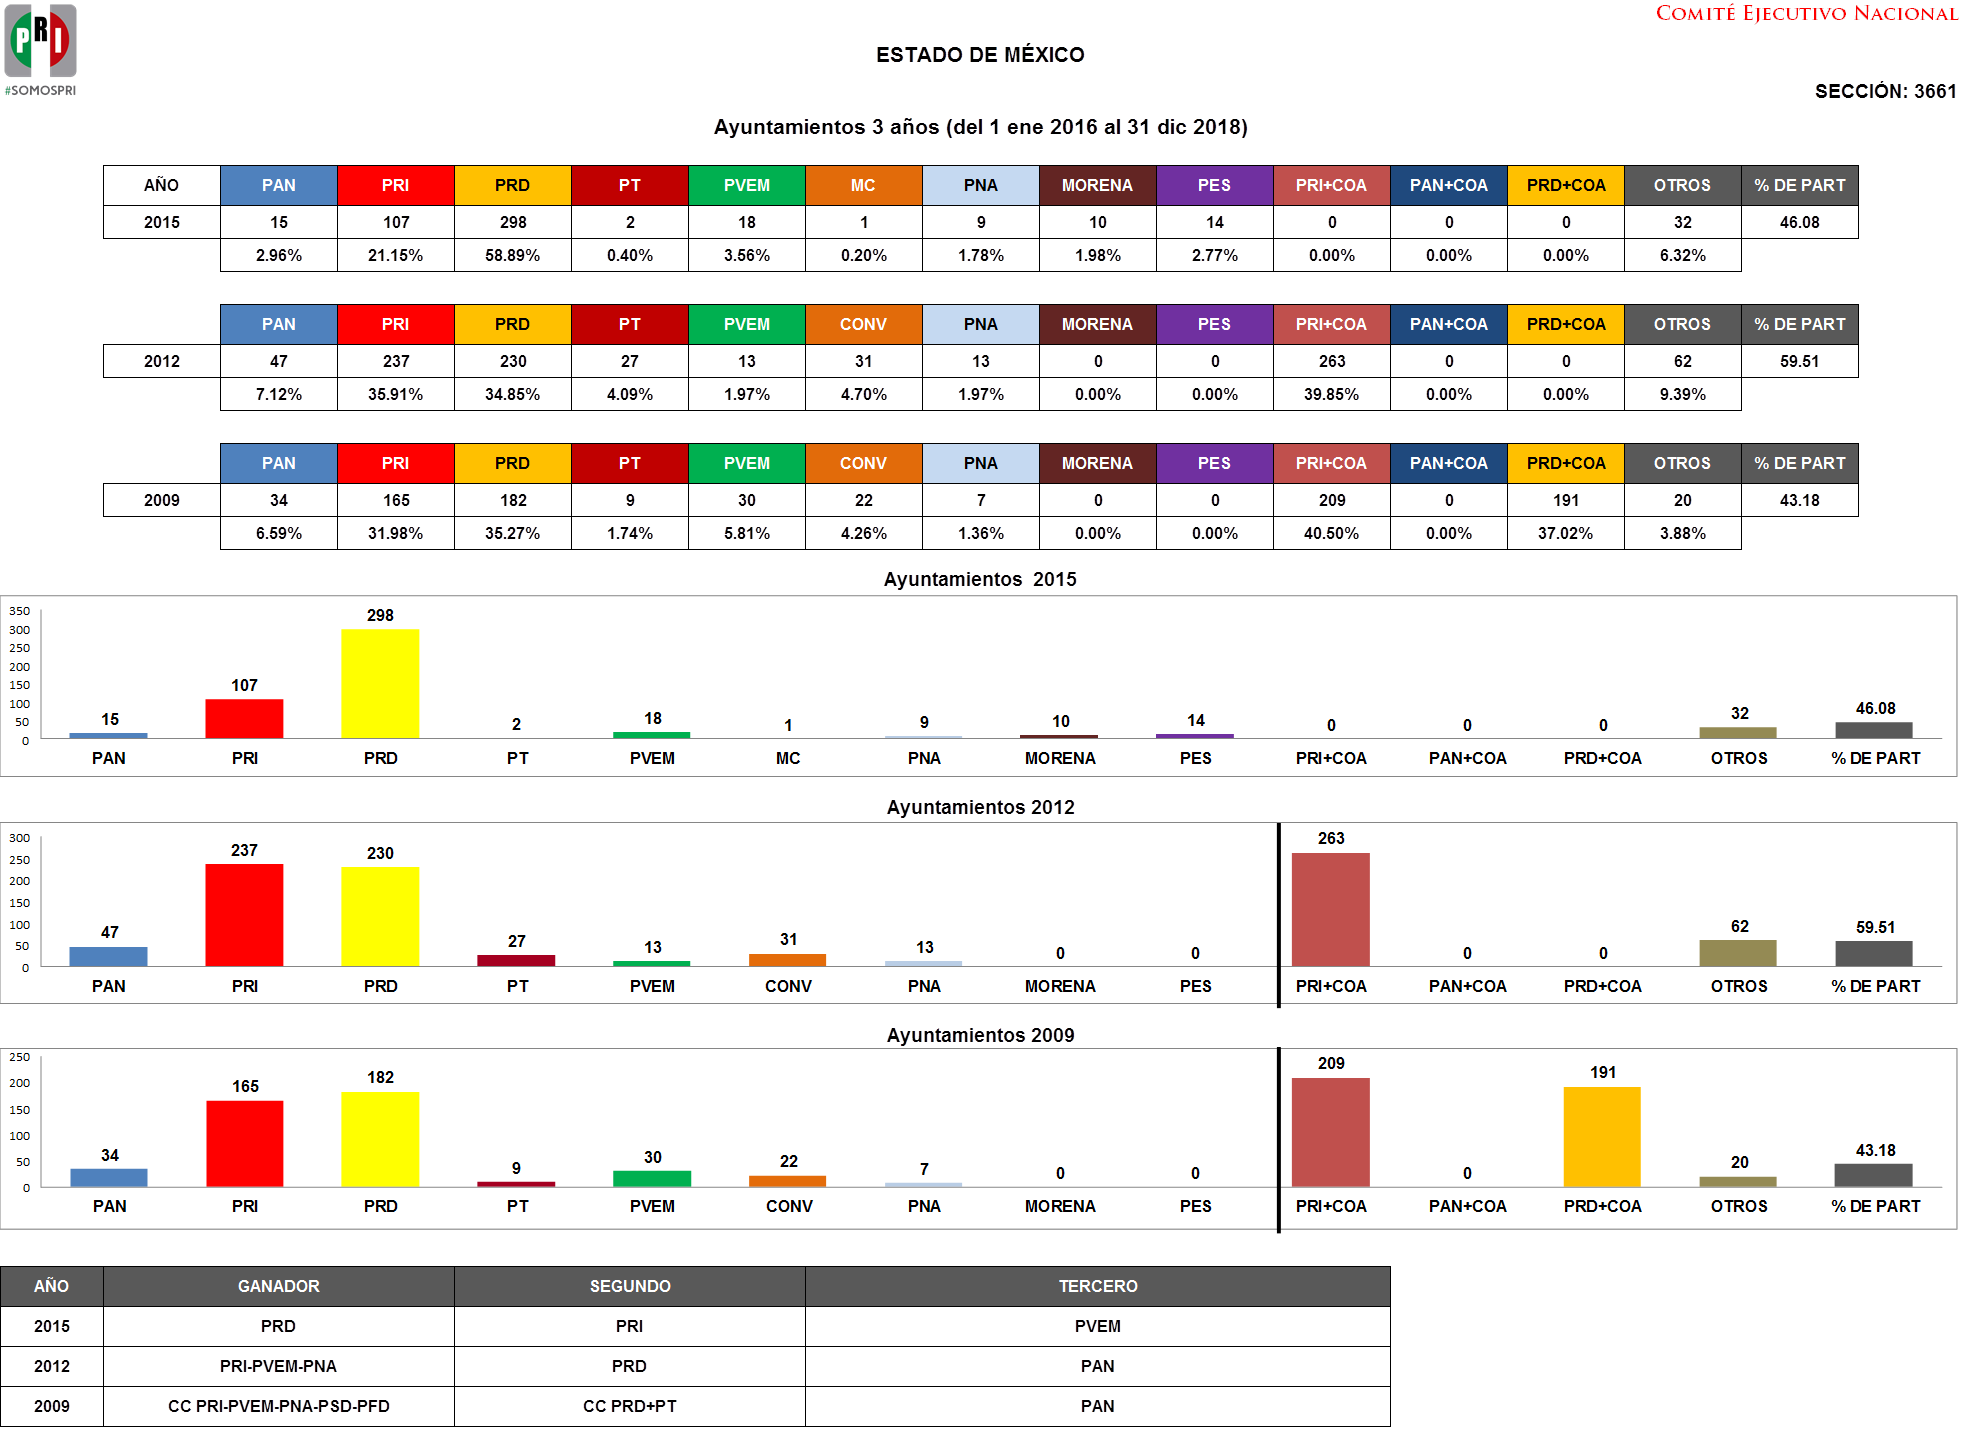 PRI
#SOMOSPRI
COMITÉ EJECUTIVO NACIONAL
ESTADO DE MÉXICO
SECCIÓN: 3661
Ayuntamientos 3 años (del 1 ene 2016 al 31 dic 2018)
AÑO PAN PRI PRD PT PVEM MC PNA MORENA PES PRI+COA PAN+COA PRD+COA OTROS % DE PART
2015 15 107 298 2 18 1 9 10 14 0 0 0 32 46.08
2.96% 21.15% 58.89% 0.40% 3.56% 0.20% 1.78% 1.98% 2.77% 0.00% 0.00% 0.00% 6.32%
PAN PRI PRD PT PVEM CONV PNA MORENA PES PRI+COA PAN+COA PRD+COA OTROS % DE PART
2012 47 237 230 27 13 31 13 0 0 263 0 0 62 59.51
7.12% 35.91% 34.85% 4.09% 1.97% 4.70% 1.97% 0.00% 0.00% 39.85% 0.00% 0.00% 9.39%
PAN PRI PRD PT PVEM CONV PNA MORENA PES PRI+COA PAN+COA PRD+COA OTROS % DE PART
2009 34 165 182 9 30 22 7 0 0 209 0 191 20 43.18
6.59% 31.98% 35.27% 1.74% 5.81% 4.26% 1.36% 0.00% 0.00% 40.50% 0.00% 37.02% 3.88%
Ayuntamientos 2015
350
300
250
200
150
100
50
0
15 107 298 2 18 1 9 10 14 0 0 0 32 46.08
PAN PRI PRD PT PVEM MC PNA MORENA PES PRI+COA PAN+COA PRD+COA OTROS % DE PART
Ayuntamientos 2012
300
250
200
150
100
50
0
47 237 230 27 13 31 13 0 0 263 0 0 62 59.51
PAN PRI PRD PT PVEM CONV PNA MORENA PES PRI+COA PAN+COA PRD+COA OTROS % DE PART
Ayuntamientos 2009
250
200
150
100
50
0
34 165 182 9 30 22 7 0 0 209 0 191 20 43.18
PAN PRI PRD PT PVEM CONV PNA MORENA PES PRI+COA PAN+COA PRD+COA OTROS % DE PART
AÑO GANADOR SEGUNDO TERCERO
2015 PRD PRI PVEM
2012 PRI-PVEM-PNA PRD PAN
2009 CC PRI-PVEM-PNA-PSD-PFD CC PRD+PT PAN